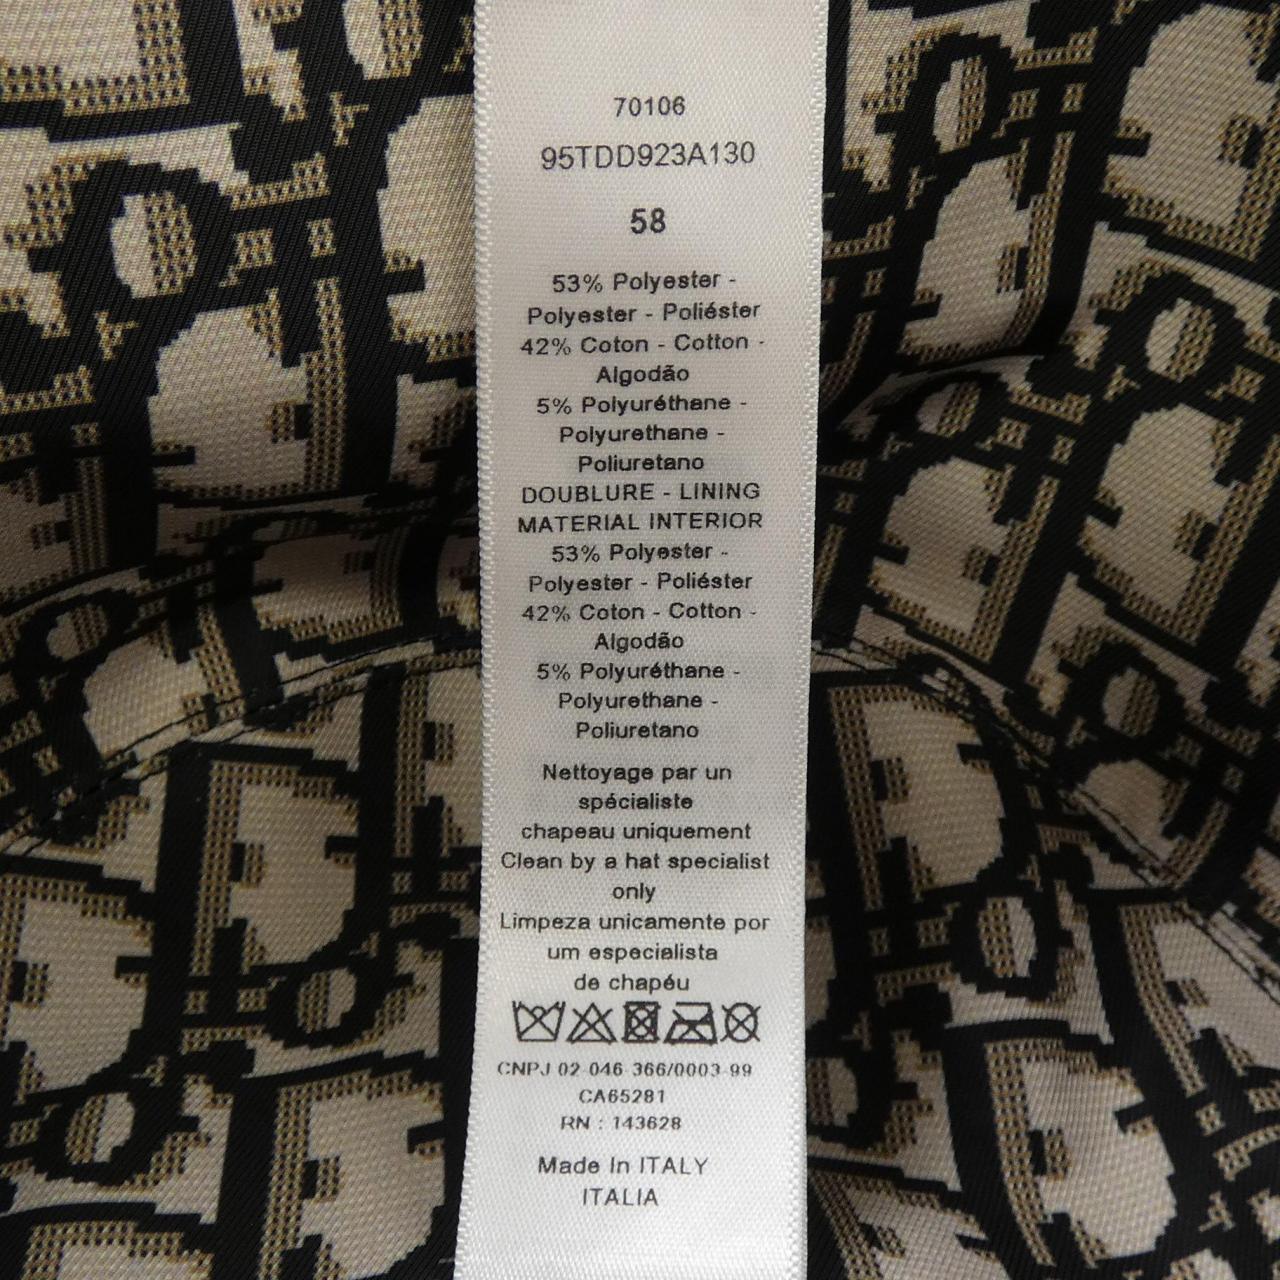 70106
95TDD923A130
58
53% Polyester -
Polyester - Poliéster
42% Coton - Cotton -
Algodão
5% Polyuréthane -
Polyurethane -
Poliuretano
DOUBLURE - LINING
MATERIAL INTERIOR
53% Polyester -
Polyester - Poliéster
42% Coton - Cotton -
Algodão
5% Polyuréthane -
Polyurethane -
Poliuretano
Nettoyage par un
spécialiste
chapeau uniquement
Clean by a hat specialist
only
Limpeza unicamente por
um especialista
de chapéu
CNPJ 02 046 366/0003-99
CA65281
RN : 143628
Made In ITALY
ITALIA